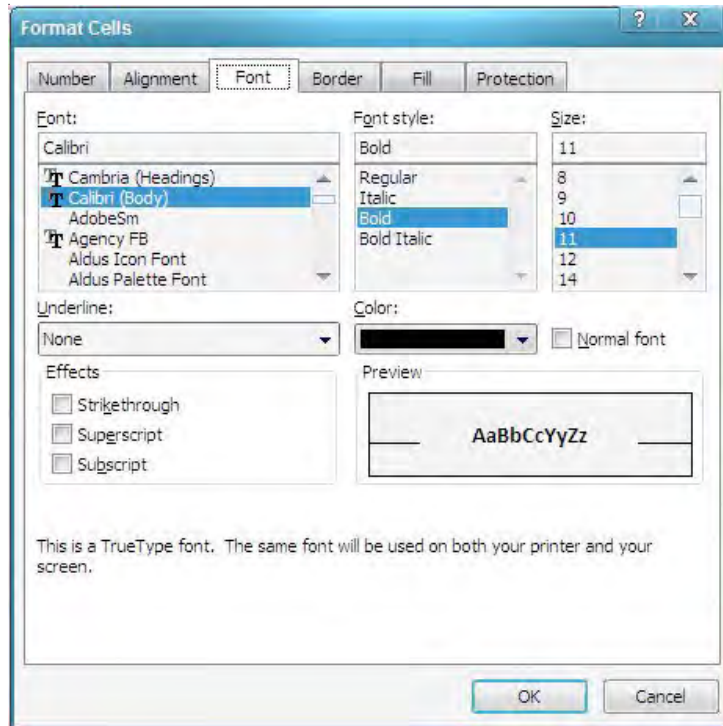 Format Cells
?
X
Number Alignment Font Border Fill Protection
Font: Font style: Size:
Calibri Bold 11
Cambria (Headings) Regular 8
Calibri (Body) Italic 9
AdobeSm Bold 10
Agency FB Bold Italic 11
Aldus Icon Font 12
Aldus Palette Font 14
Underline: Color:
None Normal font
Effects Preview
Strikethrough
Superscript AaBbCcYyZz
Subscript
This is a TrueType font. The same font will be used on both your printer and your
screen.
OK Cancel